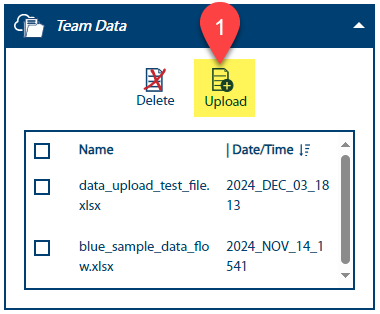 Team Data
1
Delete Upload
Name | Date/Time
data_upload_test_file. 2024_DEC_03_18
xlsx 13
blue_sample_data_flo 2024_NOV_14_1
w.xlsx 541